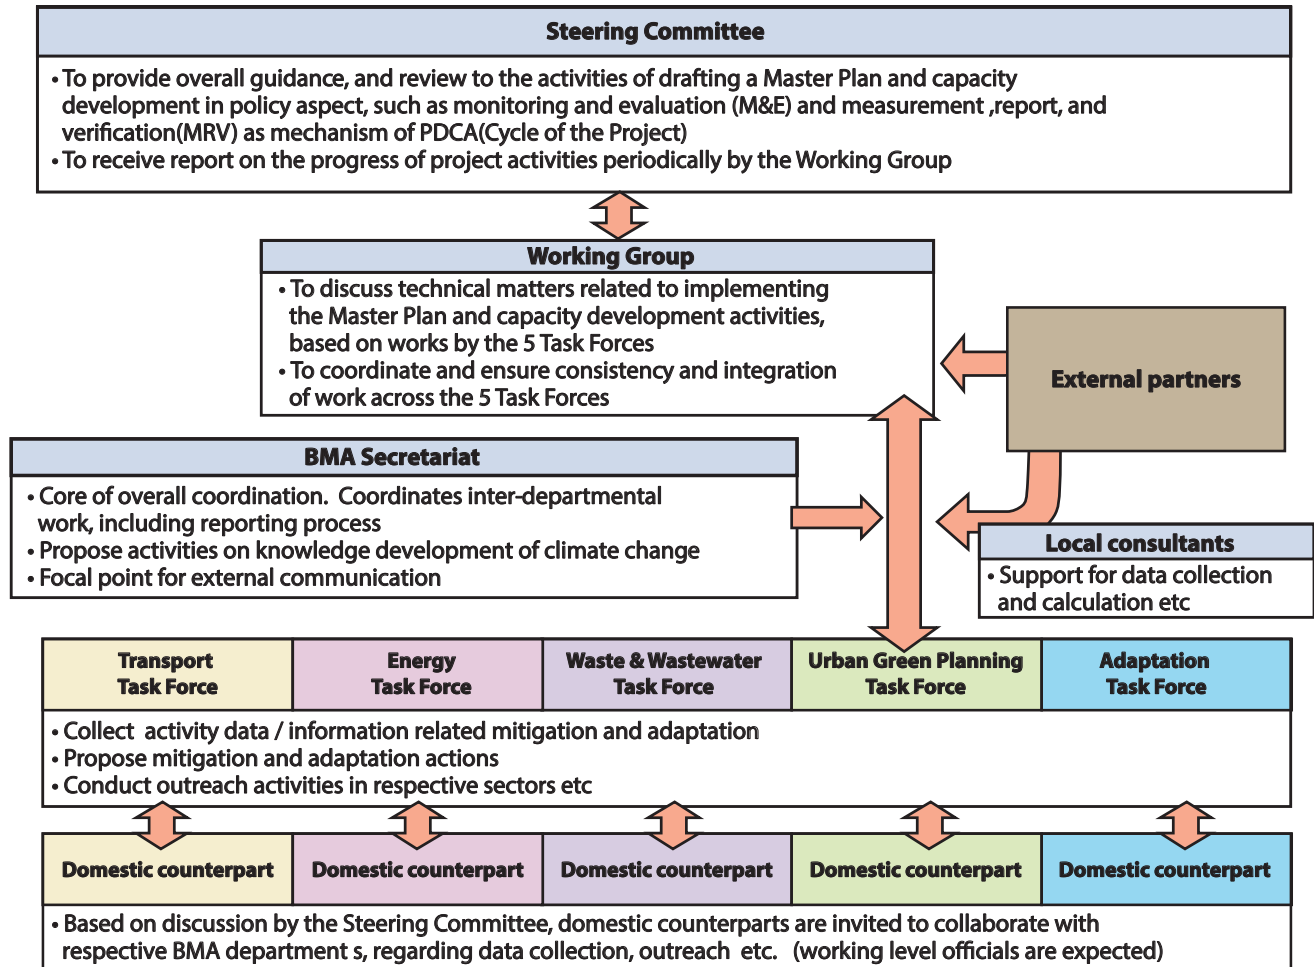 Steering Committee
• To provide overall guidance, and review to the activities of drafting a Master Plan and capacity
development in policy aspect, such as monitoring and evaluation (M&E) and measurement ,report, and
verification(MRV) as mechanism of PDCA(Cycle of the Project)
• To receive report on the progress of project activities periodically by the Working Group
Working Group
• To discuss technical matters related to implementing
the Master Plan and capacity development activities,
based on works by the 5 Task Forces
• To coordinate and ensure consistency and integration
of work across the 5 Task Forces
External partners
BMA Secretariat
• Core of overall coordination. Coordinates inter-departmental
work, including reporting process
• Propose activities on knowledge development of climate change
• Focal point for external communication
Local consultants
• Support for data collection
and calculation etc
Transport
Task Force
Energy
Task Force
Waste & Wastewater
Task Force
Urban Green Planning
Task Force
Adaptation
Task Force
• Collect activity data / information related mitigation and adaptation
• Propose mitigation and adaptation actions
• Conduct outreach activities in respective sectors etc
Domestic counterpart
Domestic counterpart
Domestic counterpart
Domestic counterpart
Domestic counterpart
• Based on discussion by the Steering Committee, domestic counterparts are invited to collaborate with
respective BMA department s, regarding data collection, outreach etc. (working level officials are expected)